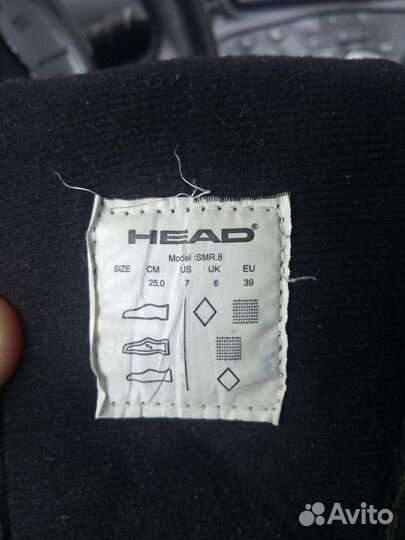 HEAD®
Model :SMR.8
SIZE CM US UK EU
25.0 7 6 39
Avito